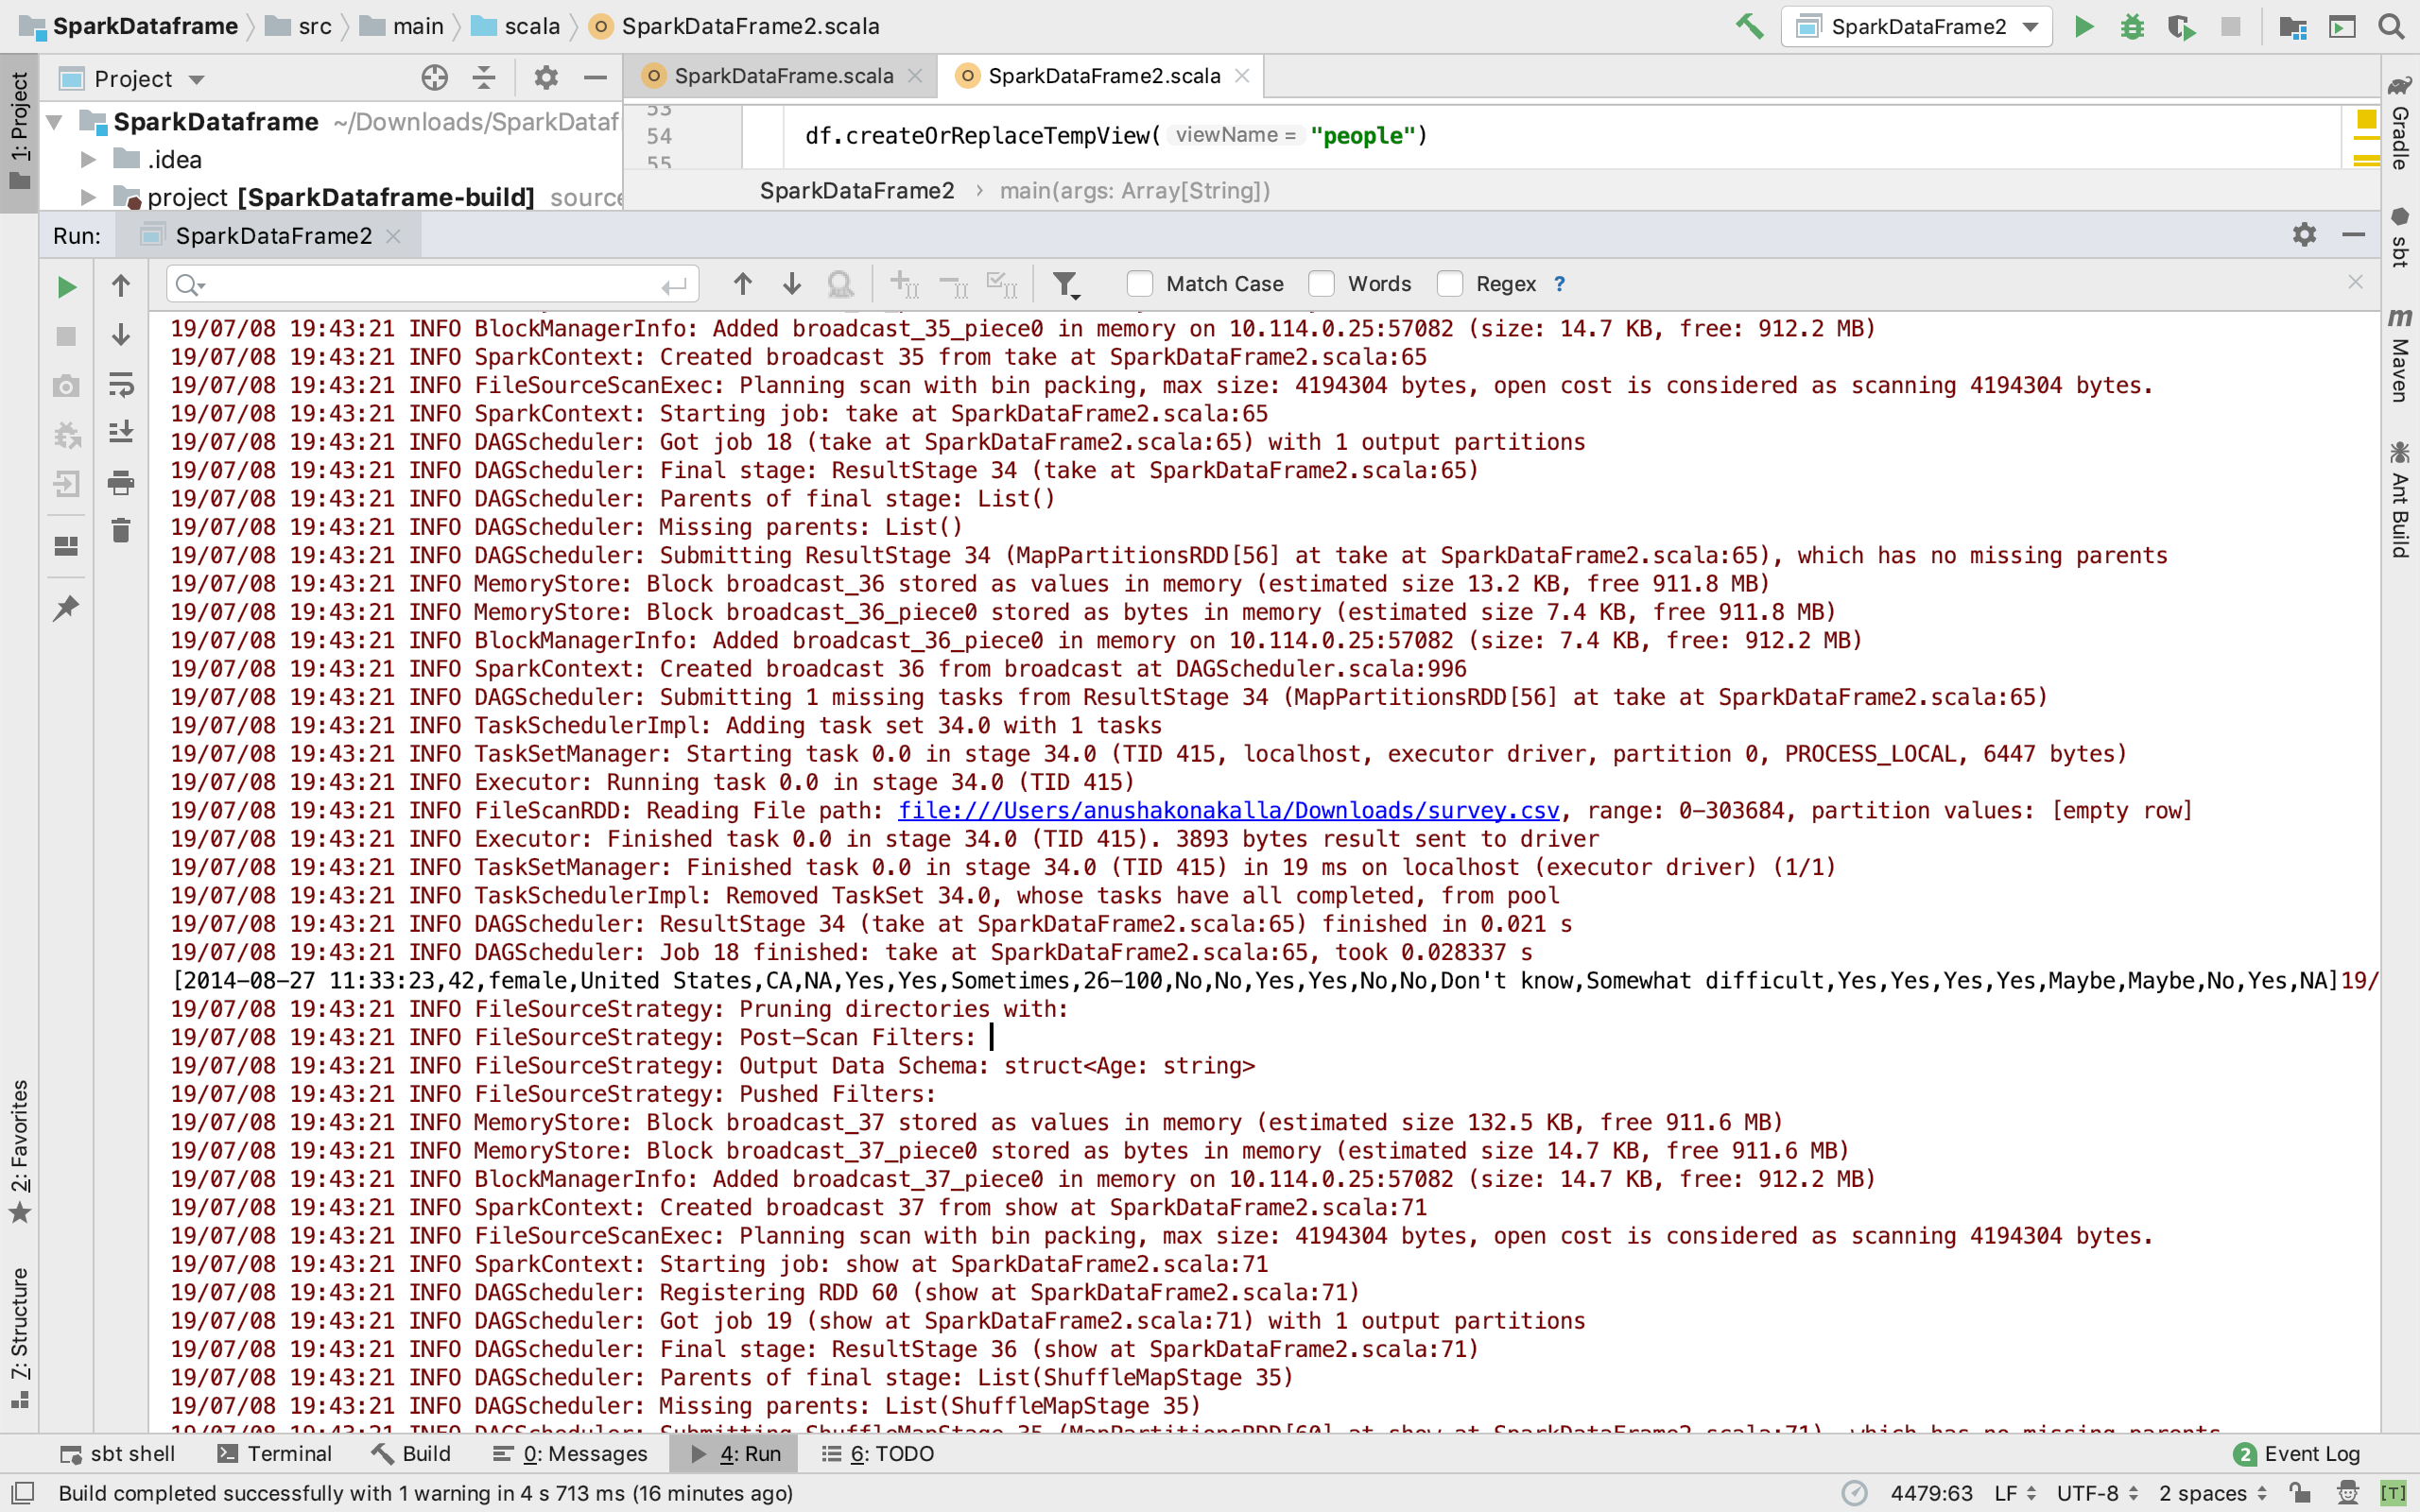 SparkDataframe src main scala SparkDataFrame2.scala SparkDataFrame2
1: Project
Project
SparkDataFrame.scala SparkDataFrame2.scala
SparkDataframe ~/Downloads/SparkDataf
.idea
project [SparkDataframe-build] source
53
54 df.createOrReplaceTempView( viewName = "people")
55
SparkDataFrame2 › main(args: Array[String])
Run: SparkDataFrame2
Match Case Words Regex ?
19/07/08 19:43:21 INFO BlockManagerInfo: Added broadcast_35_piece0 in memory on 10.114.0.25:57082 (size: 14.7 KB, free: 912.2 MB)
19/07/08 19:43:21 INFO SparkContext: Created broadcast 35 from take at SparkDataFrame2.scala:65
19/07/08 19:43:21 INFO FileSourceScanExec: Planning scan with bin packing, max size: 4194304 bytes, open cost is considered as scanning 4194304 bytes.
19/07/08 19:43:21 INFO SparkContext: Starting job: take at SparkDataFrame2.scala:65
19/07/08 19:43:21 INFO DAGScheduler: Got job 18 (take at SparkDataFrame2.scala:65) with 1 output partitions
19/07/08 19:43:21 INFO DAGScheduler: Final stage: ResultStage 34 (take at SparkDataFrame2.scala:65)
19/07/08 19:43:21 INFO DAGScheduler: Parents of final stage: List()
19/07/08 19:43:21 INFO DAGScheduler: Missing parents: List()
19/07/08 19:43:21 INFO DAGScheduler: Submitting ResultStage 34 (MapPartitionsRDD[56] at take at SparkDataFrame2.scala:65), which has no missing parents
19/07/08 19:43:21 INFO MemoryStore: Block broadcast_36 stored as values in memory (estimated size 13.2 KB, free 911.8 MB)
19/07/08 19:43:21 INFO MemoryStore: Block broadcast_36_piece0 stored as bytes in memory (estimated size 7.4 KB, free 911.8 MB)
19/07/08 19:43:21 INFO BlockManagerInfo: Added broadcast_36_piece0 in memory on 10.114.0.25:57082 (size: 7.4 KB, free: 912.2 MB)
19/07/08 19:43:21 INFO SparkContext: Created broadcast 36 from broadcast at DAGScheduler.scala:996
19/07/08 19:43:21 INFO DAGScheduler: Submitting 1 missing tasks from ResultStage 34 (MapPartitionsRDD[56] at take at SparkDataFrame2.scala:65)
19/07/08 19:43:21 INFO TaskSchedulerImpl: Adding task set 34.0 with 1 tasks
19/07/08 19:43:21 INFO TaskSetManager: Starting task 0.0 in stage 34.0 (TID 415, localhost, executor driver, partition 0, PROCESS_LOCAL, 6447 bytes)
19/07/08 19:43:21 INFO Executor: Running task 0.0 in stage 34.0 (TID 415)
19/07/08 19:43:21 INFO FileScanRDD: Reading File path: file:///Users/anushakonakalla/Downloads/survey.csv, range: 0-303684, partition values: [empty row]
19/07/08 19:43:21 INFO Executor: Finished task 0.0 in stage 34.0 (TID 415). 3893 bytes result sent to driver
19/07/08 19:43:21 INFO TaskSetManager: Finished task 0.0 in stage 34.0 (TID 415) in 19 ms on localhost (executor driver) (1/1)
19/07/08 19:43:21 INFO TaskSchedulerImpl: Removed TaskSet 34.0, whose tasks have all completed, from pool
19/07/08 19:43:21 INFO DAGScheduler: ResultStage 34 (take at SparkDataFrame2.scala:65) finished in 0.021 s
19/07/08 19:43:21 INFO DAGScheduler: Job 18 finished: take at SparkDataFrame2.scala:65, took 0.028337 s
[2014-08-27 11:33:23,42,female,United States,CA,NA,Yes,Yes,Sometimes,26-100,No,No,Yes,Yes,No,No,Don't know,Somewhat difficult,Yes,Yes,Yes,Yes,Maybe,Maybe,No,Yes,NA]19/
19/07/08 19:43:21 INFO FileSourceStrategy: Pruning directories with:
19/07/08 19:43:21 INFO FileSourceStrategy: Post-Scan Filters:
19/07/08 19:43:21 INFO FileSourceStrategy: Output Data Schema: struct<Age: string>
19/07/08 19:43:21 INFO FileSourceStrategy: Pushed Filters:
19/07/08 19:43:21 INFO MemoryStore: Block broadcast_37 stored as values in memory (estimated size 132.5 KB, free 911.6 MB)
19/07/08 19:43:21 INFO MemoryStore: Block broadcast_37_piece0 stored as bytes in memory (estimated size 14.7 KB, free 911.6 MB)
19/07/08 19:43:21 INFO BlockManagerInfo: Added broadcast_37_piece0 in memory on 10.114.0.25:57082 (size: 14.7 KB, free: 912.2 MB)
19/07/08 19:43:21 INFO SparkContext: Created broadcast 37 from show at SparkDataFrame2.scala:71
19/07/08 19:43:21 INFO FileSourceScanExec: Planning scan with bin packing, max size: 4194304 bytes, open cost is considered as scanning 4194304 bytes.
19/07/08 19:43:21 INFO SparkContext: Starting job: show at SparkDataFrame2.scala:71
19/07/08 19:43:21 INFO DAGScheduler: Registering RDD 60 (show at SparkDataFrame2.scala:71)
19/07/08 19:43:21 INFO DAGScheduler: Got job 19 (show at SparkDataFrame2.scala:71) with 1 output partitions
19/07/08 19:43:21 INFO DAGScheduler: Final stage: ResultStage 36 (show at SparkDataFrame2.scala:71)
19/07/08 19:43:21 INFO DAGScheduler: Parents of final stage: List(ShuffleMapStage 35)
19/07/08 19:43:21 INFO DAGScheduler: Missing parents: List(ShuffleMapStage 35)
19/07/08 19:43:21 INFO DAGScheduler: Submitting ShuffleMapStage 35 (MapPartitionsRDD[60] at show at SparkDataFrame2.scala:71), which has no missing parents
2: Favorites
7: Structure
Gradle
sbt
m Maven
Ant Build
sbt shell Terminal Build 0: Messages 4: Run 6: TODO 2 Event Log
Build completed successfully with 1 warning in 4 s 713 ms (16 minutes ago) 4479:63 LF UTF-8 2 spaces [T]